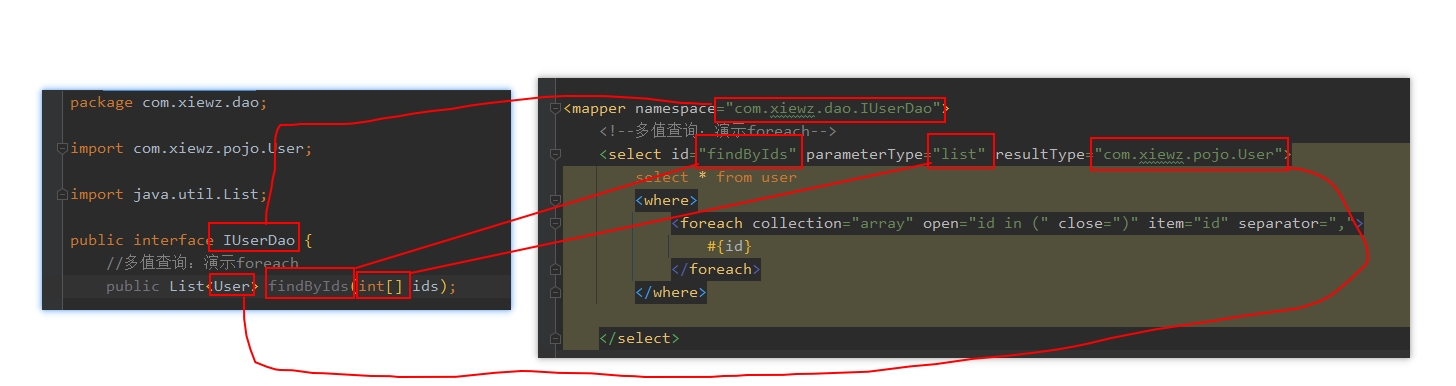 package com.xiewz.dao;
import com.xiewz.pojo.User;
import java.util.List;
public interface IUserDao {
//多值查询：演示foreach
public List<User> findByIds(int[] ids);
<mapper namespace="com.xiewz.dao.IUserDao">
<!--多值查询：演示foreach-->
<select id="findByIds" parameterType="list" resultType="com.xiewz.pojo.User">
select * from user
<where>
<foreach collection="array" open="id in (" close=")" item="id" separator=",">
#{id}
</foreach>
</where>
</select>